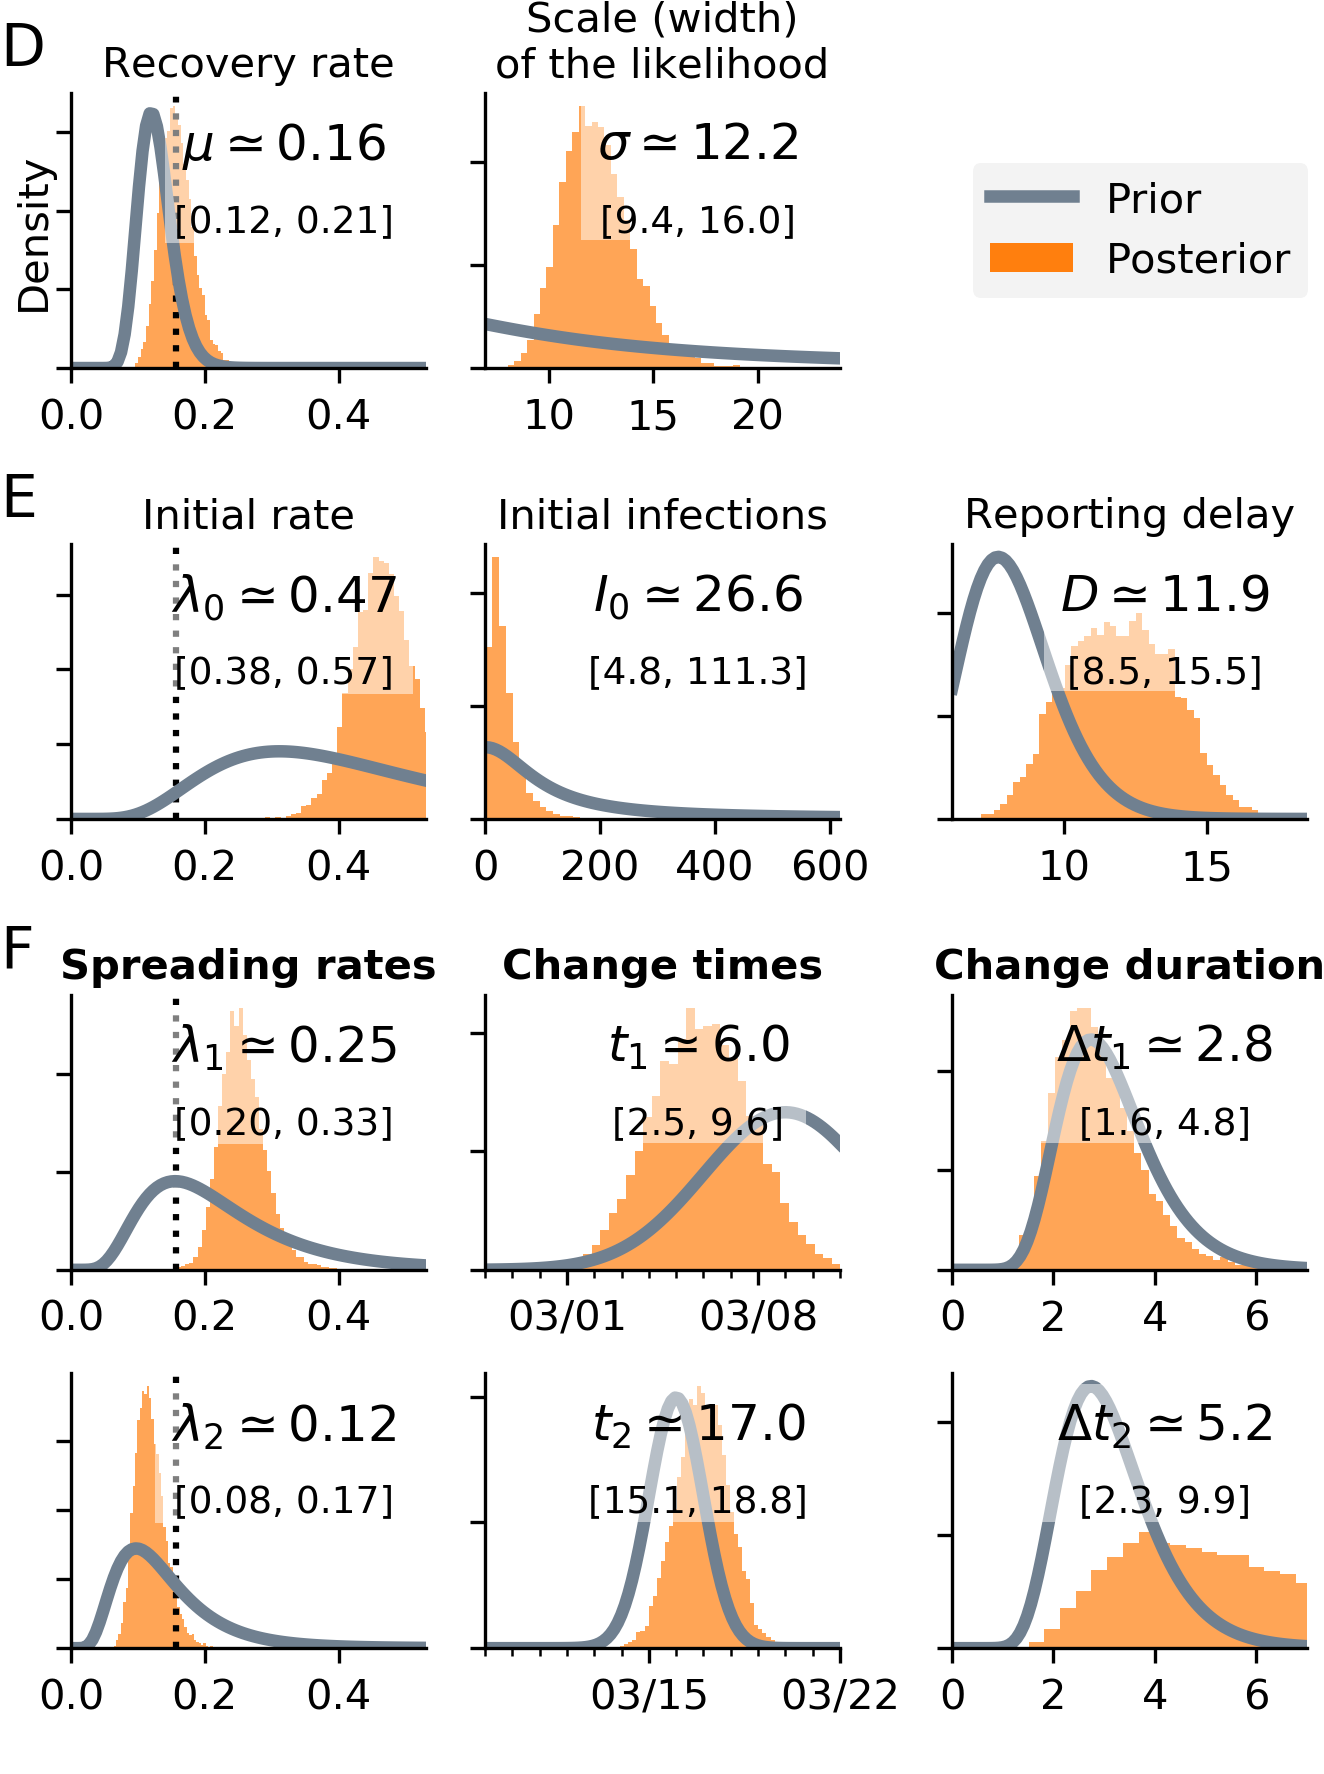 D
Recovery rate
Scale (width)
of the likelihood
Density
μ ≃ 0.16
[0.12, 0.21]
0.0 0.2 0.4
σ ≃ 12.2
[9.4, 16.0]
10 15 20
Prior
Posterior
E
Initial rate
λ₀ ≃ 0.47
[0.38, 0.57]
0.0 0.2 0.4
Initial infections
I₀ ≃ 26.6
[4.8, 111.3]
0 200 400 600
Reporting delay
D ≃ 11.9
[8.5, 15.5]
10 15
F
Spreading rates
λ₁ ≃ 0.25
[0.20, 0.33]
0.0 0.2 0.4
Change times
t₁ ≃ 6.0
[2.5, 9.6]
03/01 03/08
Change duration
Δt₁ ≃ 2.8
[1.6, 4.8]
0 2 4 6
λ₂ ≃ 0.12
[0.08, 0.17]
0.0 0.2 0.4
t₂ ≃ 17.0
[15.1, 18.8]
03/15 03/22
Δt₂ ≃ 5.2
[2.3, 9.9]
0 2 4 6